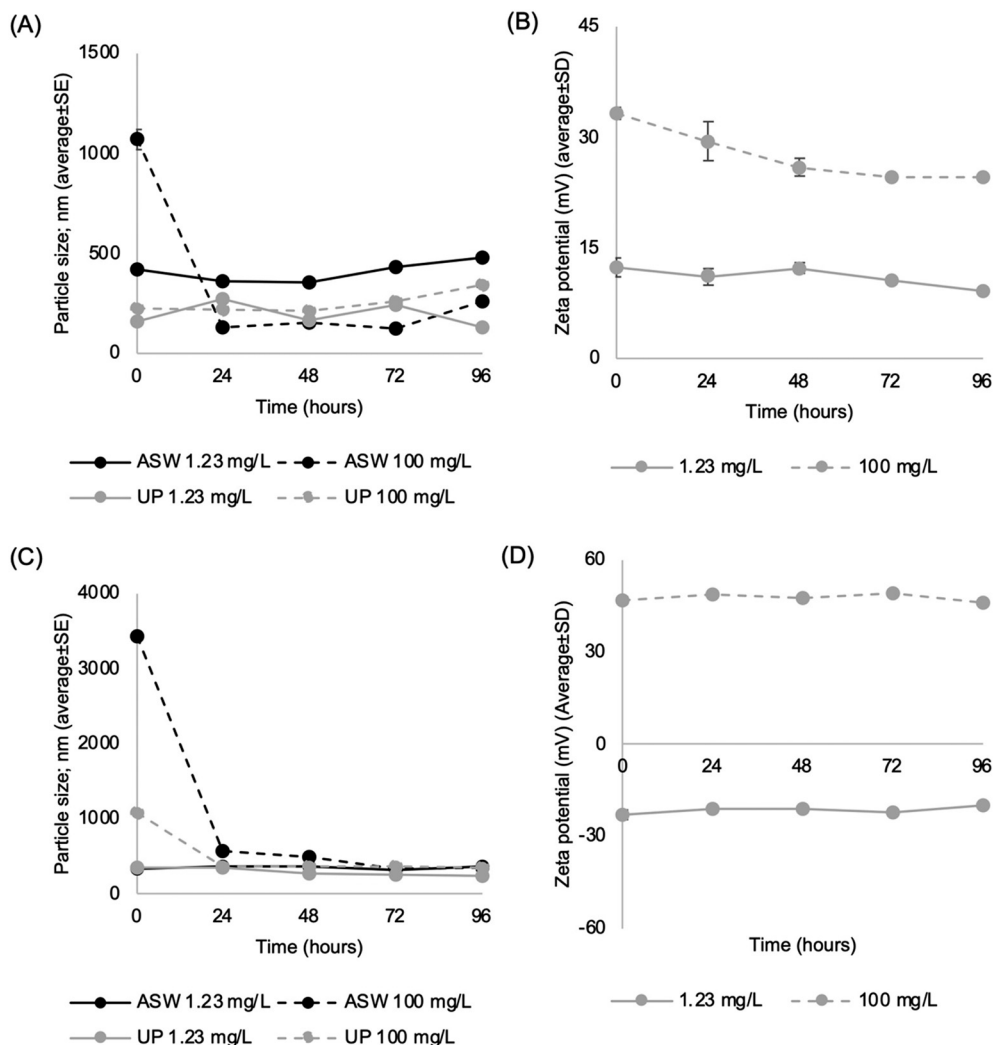 (A)
Particle size; nm (average±SE)
1500
1000
500
0
0 24 48 72 96
Time (hours)
ASW 1.23 mg/L ASW 100 mg/L
UP 1.23 mg/L UP 100 mg/L
(B)
Zeta potential (mV) (average±SD)
45
30
15
0
0 24 48 72 96
Time (hours)
1.23 mg/L 100 mg/L
(C)
Particle size; nm (average±SE)
4000
3000
2000
1000
0
0 24 48 72 96
Time (hours)
ASW 1.23 mg/L ASW 100 mg/L
UP 1.23 mg/L UP 100 mg/L
(D)
Zeta potential (mV) (Average±SD)
60
30
0
0 24 48 72 96
-30
-60
Time (hours)
1.23 mg/L 100 mg/L